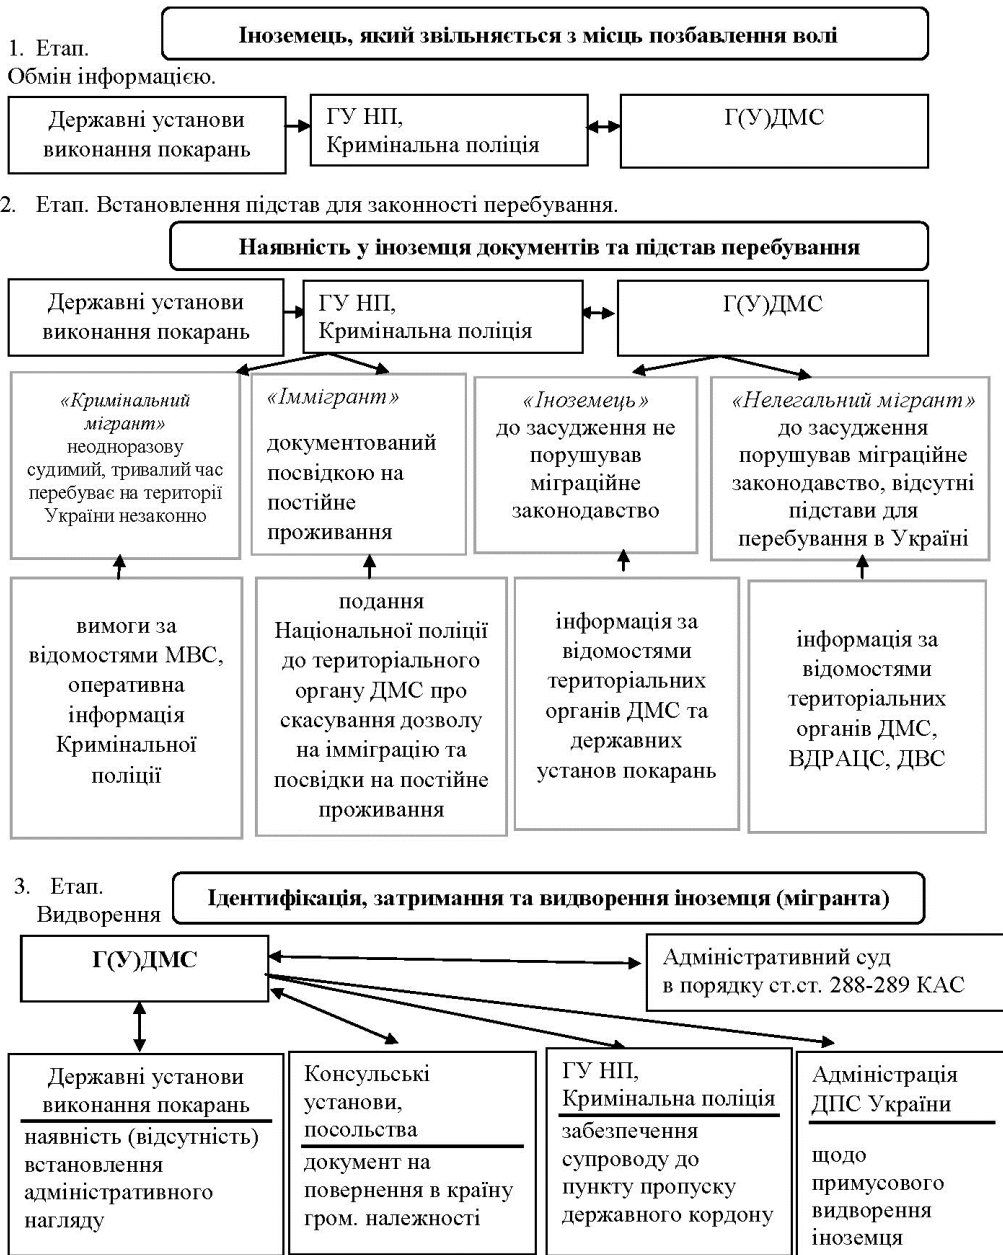 Іноземець, який звільняється з місць позбавлення волі
1. Етап.
Обмін інформацією.
Державні установи
виконання покарань
ГУ НП,
Кримінальна поліція
Г(У)ДМС
2. Етап. Встановлення підстав для законності перебування.
Наявність у іноземця документів та підстав перебування
Державні установи
виконання покарань
ГУ НП,
Кримінальна поліція
Г(У)ДМС
«Кримінальний
мігрант»
неодноразову
судимий, тривалий час
перебуває на території
України незаконно
«Іммігрант»
документований
посвідкою на
постійне
проживання
«Іноземець»
до засудження не
порушував
міграційне
законодавство
«Нелегальний мігрант»
до засудження
порушував міграційне
законодавство, відсутні
підстави для
перебування в Україні
вимоги за
відомостями МВС,
оперативна
інформація
Кримінальної
поліції
подання
Національної поліції
до територіального
органу ДМС про
скасування дозволу
на імміграцію та
посвідки на постійне
проживання
інформація за
відомостями
територіальних
органів ДМС та
державних
установ покарань
інформація за
відомостями
територіальних
органів ДМС,
ВДРАЦС, ДВС
3. Етап.
Видворення
Ідентифікація, затримання та видворення іноземця (мігранта)
Г(У)ДМС
Адміністративний суд
в порядку ст.ст. 288-289 КАС
Державні установи
виконання покарань
наявність (відсутність)
встановлення
адміністративного
нагляду
Консульські
установи,
посольства
документ на
повернення в країну
гром. належності
ГУ НП,
Кримінальна поліція
забезпечення
супроводу до
пункту пропуску
державного кордону
Адміністрація
ДПС України
щодо
примусового
видворення
іноземця